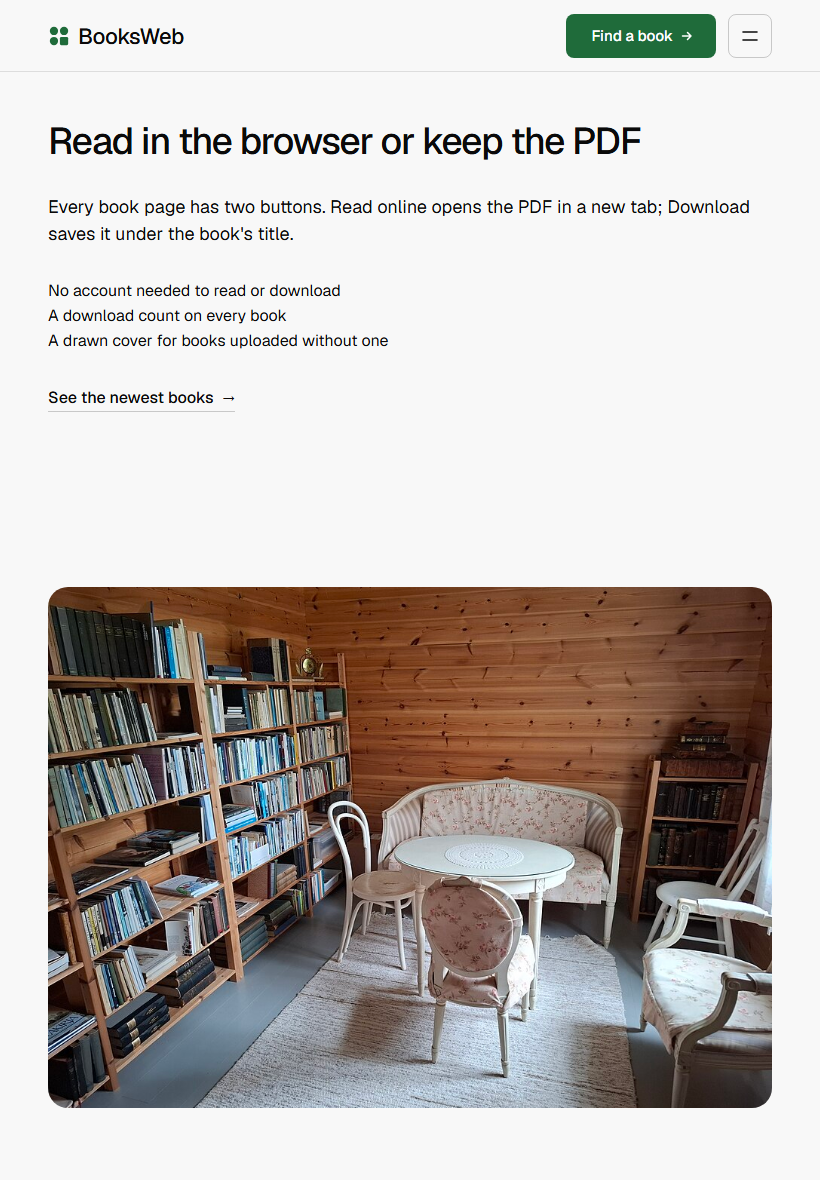 BooksWeb
Find a book →
Read in the browser or keep the PDF
Every book page has two buttons. Read online opens the PDF in a new tab; Download
saves it under the book's title.
No account needed to read or download
A download count on every book
A drawn cover for books uploaded without one
See the newest books →